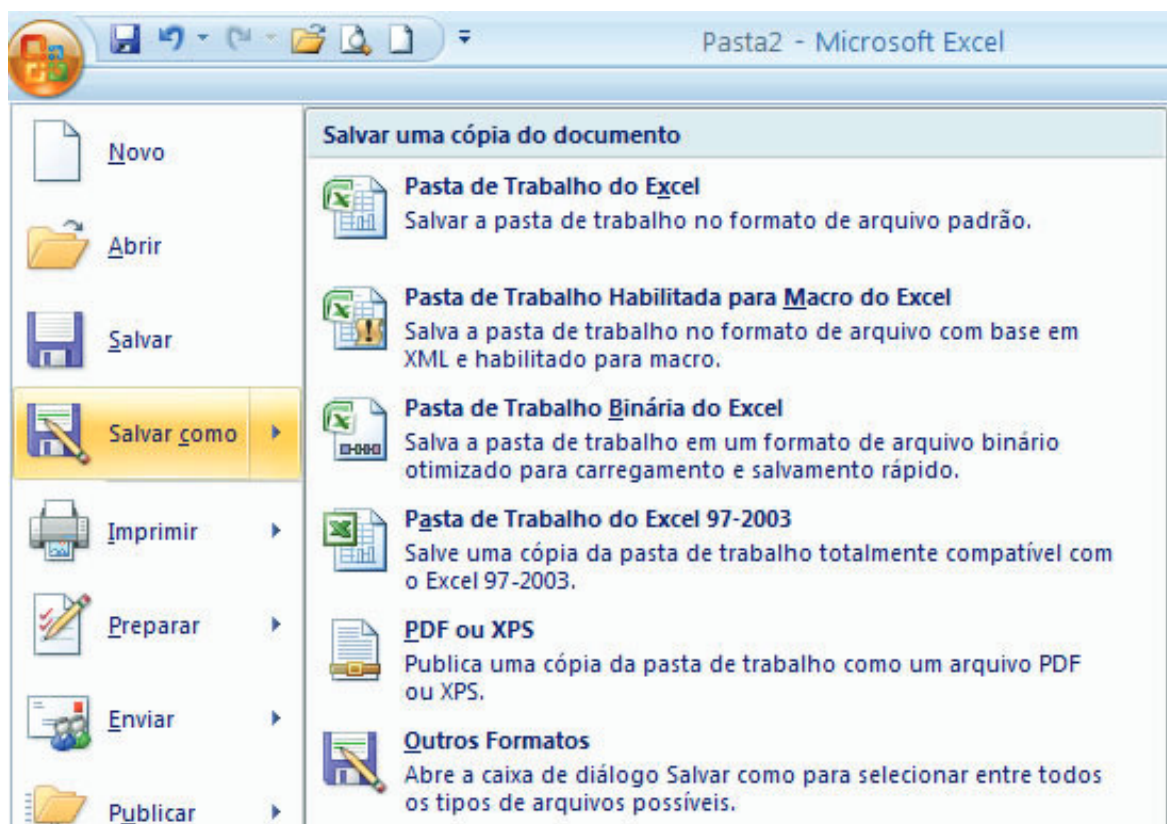 Pasta2 - Microsoft Excel
Novo
Abrir
Salvar
Salvar como
Imprimir
Preparar
Enviar
Publicar
Salvar uma cópia do documento
Pasta de Trabalho do Excel
Salvar a pasta de trabalho no formato de arquivo padrão.
Pasta de Trabalho Habilitada para Macro do Excel
Salva a pasta de trabalho no formato de arquivo com base em
XML e habilitado para macro.
Pasta de Trabalho Binária do Excel
Salva a pasta de trabalho em um formato de arquivo binário
otimizado para carregamento e salvamento rápido.
Pasta de Trabalho do Excel 97-2003
Salve uma cópia da pasta de trabalho totalmente compatível com
o Excel 97-2003.
PDF ou XPS
Publica uma cópia da pasta de trabalho como um arquivo PDF
ou XPS.
Outros Formatos
Abre a caixa de diálogo Salvar como para selecionar entre todos
os tipos de arquivos possíveis.